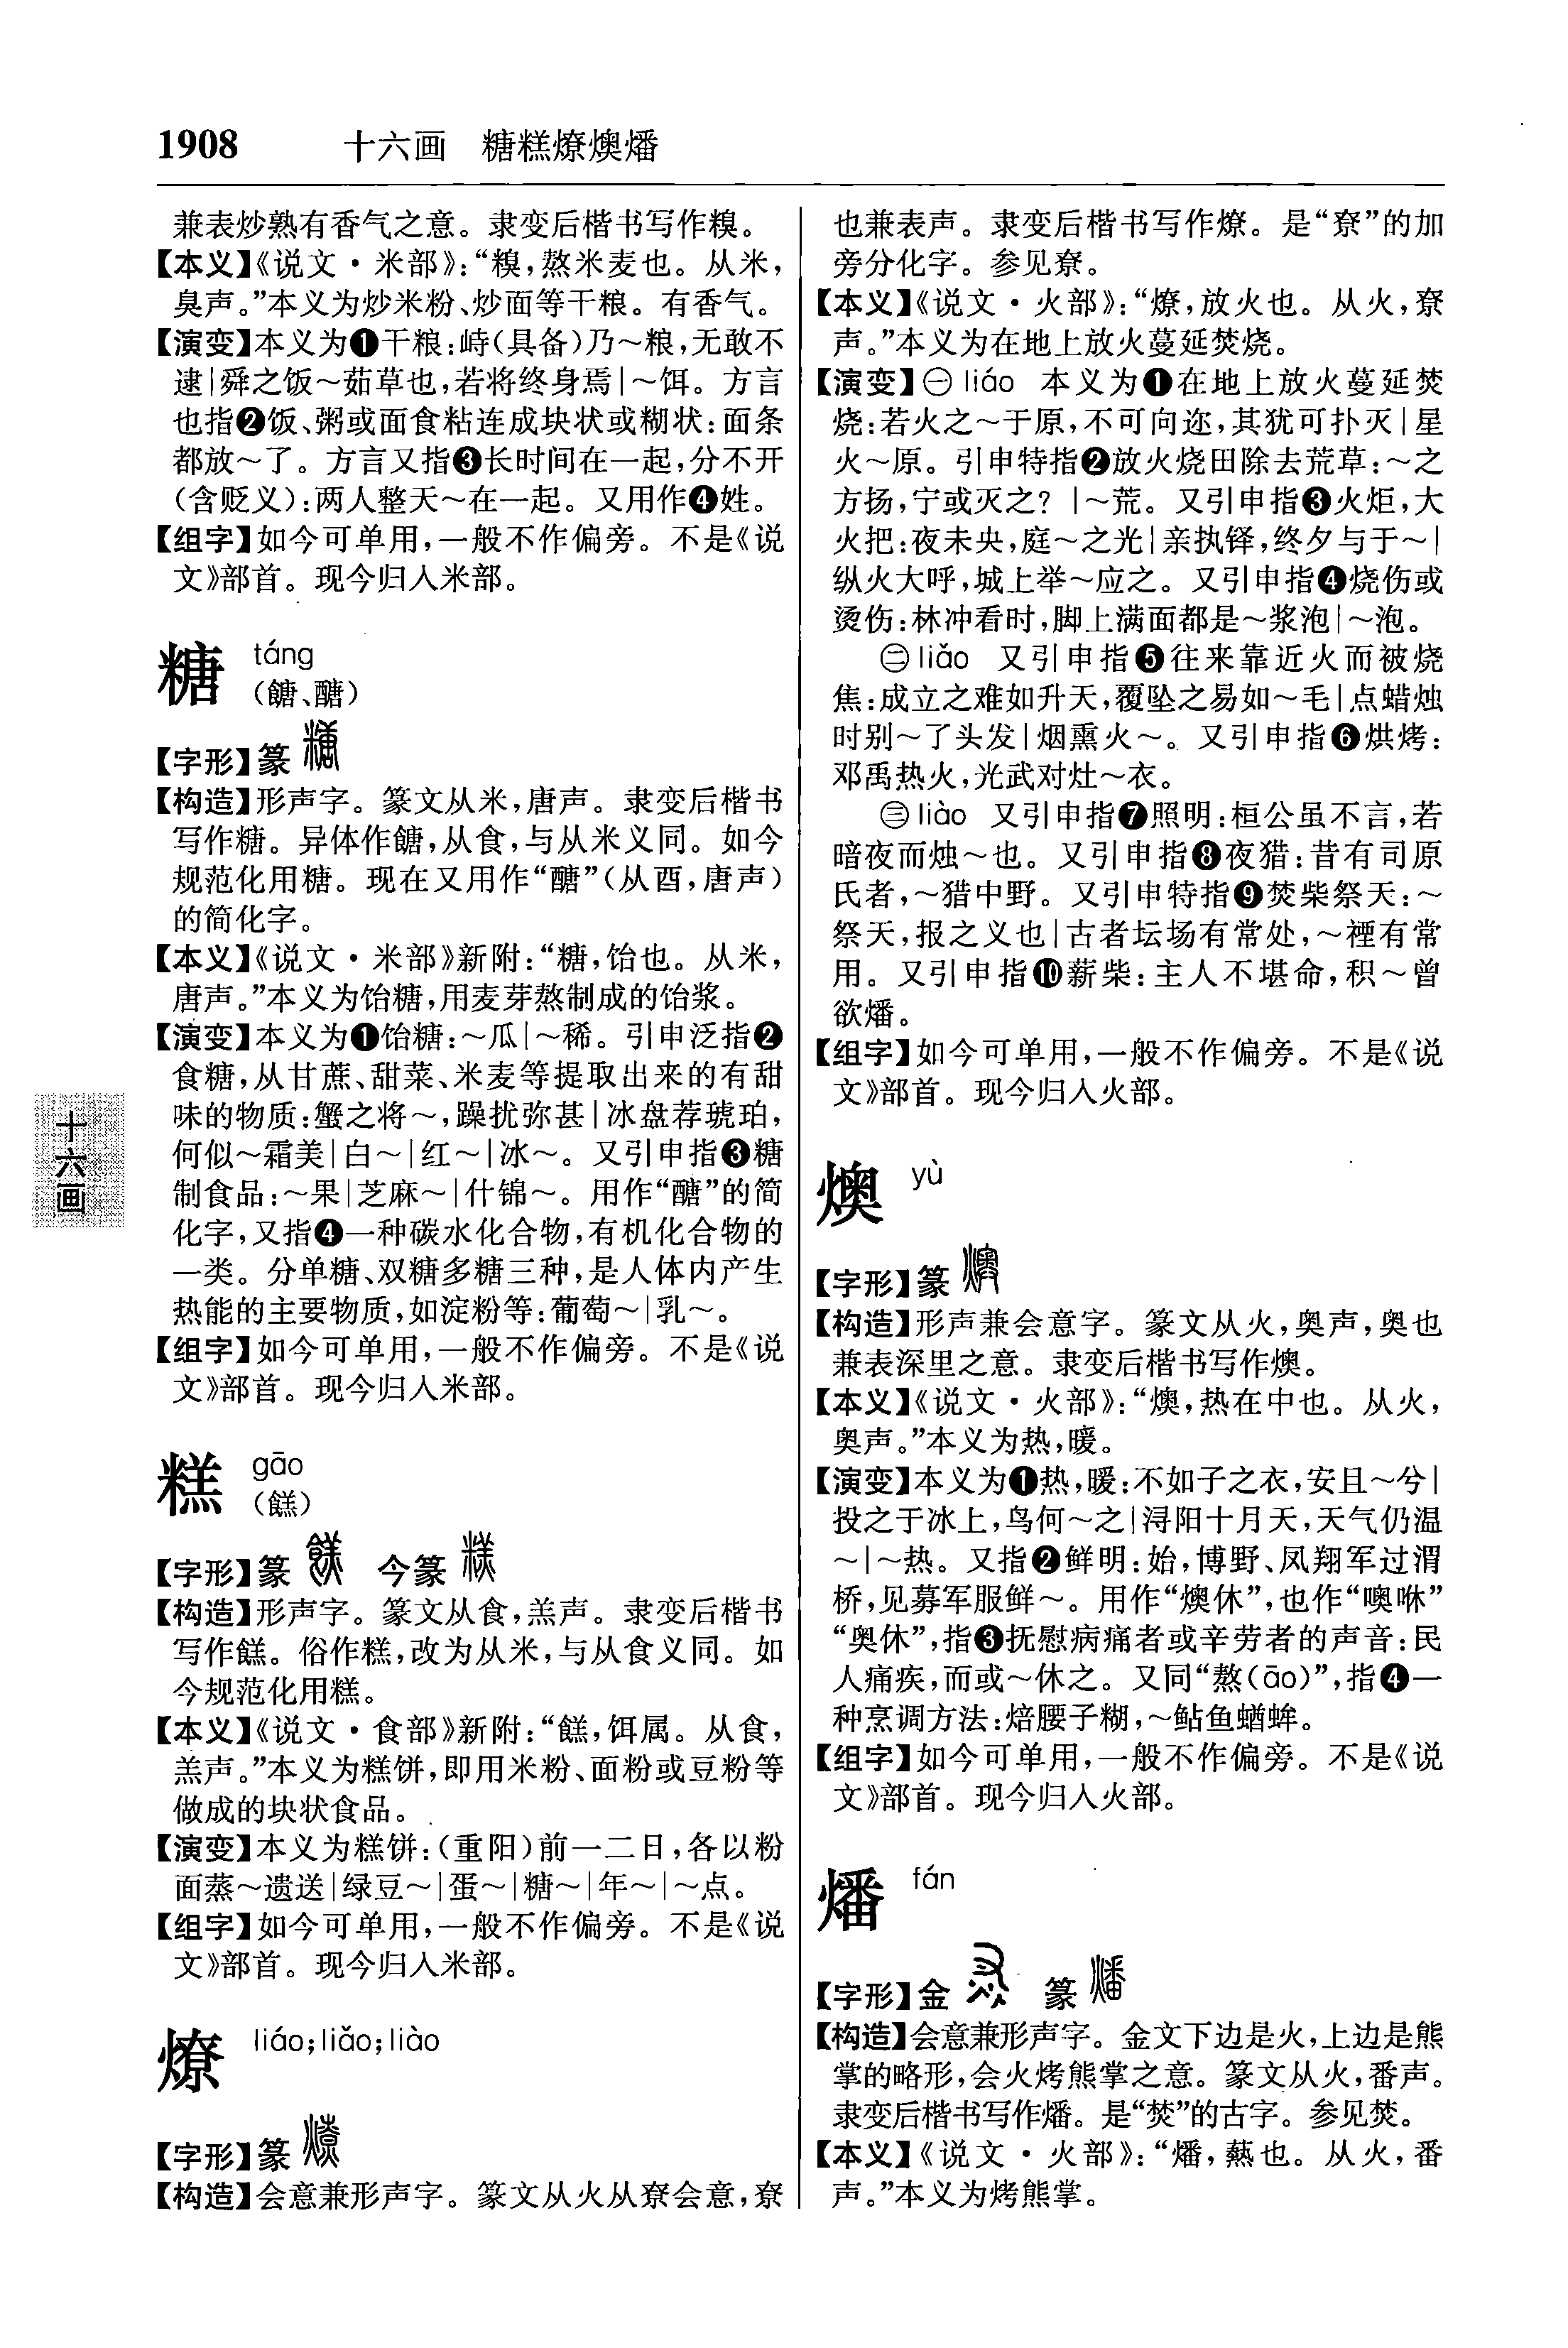 1908 十六画 糖糕燎燠燔
兼表炒熟有香气之意。隶变后楷书写作糗。
【本义】《说文·米部》：“糗，熬米麦也。从米，
臭声。”本义为炒米粉、炒面等干粮。有香气。
【演变】本义为❶干粮：峙(具备)乃～粮，无敢不
逮|舜之饭～茹草也，若将终身焉|～饵。方言
也指❷饭、粥或面食粘连成块状或糊状：面条
都放～了。方言又指❸长时间在一起，分不开
(含贬义)：两人整天～在一起。又用作❹姓。
【组字】如今可单用，一般不作偏旁。不是《说
文》部首。现今归入米部。
糖 táng
(餹、醣)
【字形】篆
【构造】形声字。篆文从米，唐声。隶变后楷书
写作糖。异体作餹，从食，与从米义同。如今
规范化用糖。现在又用作“醣”(从酉，唐声)
的简化字。
【本义】《说文·米部》新附：“糖，饴也。从米，
唐声。”本义为饴糖，用麦芽熬制成的饴浆。
【演变】本义为❶饴糖：～瓜|～稀。引申泛指❷
食糖，从甘蔗、甜菜、米麦等提取出来的有甜
味的物质：蟹之将～，躁扰弥甚|冰盘荐琥珀，
何似～霜美|白～|红～|冰～。又引申指❸糖
制食品：～果|芝麻～|什锦～。用作“醣”的简
化字，又指❹一种碳水化合物，有机化合物的
一类。分单糖、双糖多糖三种，是人体内产生
热能的主要物质，如淀粉等：葡萄～|乳～。
【组字】如今可单用，一般不作偏旁。不是《说
文》部首。现今归入米部。
糕 gāo
(餻)
【字形】篆 今篆
【构造】形声字。篆文从食，羔声。隶变后楷书
写作餻。俗作糕，改为从米，与从食义同。如
今规范化用糕。
【本义】《说文·食部》新附：“餻，饵属。从食，
羔声。”本义为糕饼，即用米粉、面粉或豆粉等
做成的块状食品。
【演变】本义为糕饼：(重阳)前一二日，各以粉
面蒸～遗送|绿豆～|蛋～|糖～|年～|～点。
【组字】如今可单用，一般不作偏旁。不是《说
文》部首。现今归入米部。
燎 liáo；liǎo；liào
【字形】篆
【构造】会意兼形声字。篆文从火从尞会意，尞
也兼表声。隶变后楷书写作燎。是“尞”的加
旁分化字。参见尞。
【本义】《说文·火部》：“燎，放火也。从火，尞
声。”本义为在地上放火蔓延焚烧。
【演变】㊀liáo 本义为❶在地上放火蔓延焚
烧：若火之～于原，不可向迩，其犹可扑灭|星
火～原。引申特指❷放火烧田除去荒草：～之
方扬，宁或灭之？|～荒。又引申指❸火炬，大
火把：夜未央，庭～之光|亲执铎，终夕与于～|
纵火大呼，城上举～应之。又引申指❹烧伤或
烫伤：林冲看时，脚上满面都是～浆泡|～泡。
㊁liǎo 又引申指❺往来靠近火而被烧
焦：成立之难如升天，覆坠之易如～毛|点蜡烛
时别～了头发|烟熏火～。又引申指❻烘烤：
邓禹热火，光武对灶～衣。
㊂liào 又引申指❼照明：桓公虽不言，若
暗夜而烛～也。又引申指❽夜猎：昔有司原
氏者，～猎中野。又引申特指❾焚柴祭天：～
祭天，报之义也|古者坛场有常处，～禋有常
用。又引申指❿薪柴：主人不堪命，积～曾
欲燔。
【组字】如今可单用，一般不作偏旁。不是《说
文》部首。现今归入火部。
燠 yù
【字形】篆
【构造】形声兼会意字。篆文从火，奥声，奥也
兼表深里之意。隶变后楷书写作燠。
【本义】《说文·火部》：“燠，热在中也。从火，
奥声。”本义为热，暖。
【演变】本义为❶热，暖：不如子之衣，安且～兮|
投之于冰上，鸟何～之|浔阳十月天，天气仍温
～|～热。又指❷鲜明：始，博野、凤翔军过渭
桥，见募军服鲜～。用作“燠休”，也作“噢咻”
“奥休”，指❸抚慰病痛者或辛劳者的声音：民
人痛疾，而或～休之。又同“熬(āo)”，指❹一
种烹调方法：焙腰子糊，～鲇鱼蝤蛑。
【组字】如今可单用，一般不作偏旁。不是《说
文》部首。现今归入火部。
燔 fán
【字形】金 篆
【构造】会意兼形声字。金文下边是火，上边是熊
掌的略形，会火烤熊掌之意。篆文从火，番声。
隶变后楷书写作燔。是“焚”的古字。参见焚。
【本义】《说文·火部》：“燔，爇也。从火，番
声。”本义为烤熊掌。
十六画